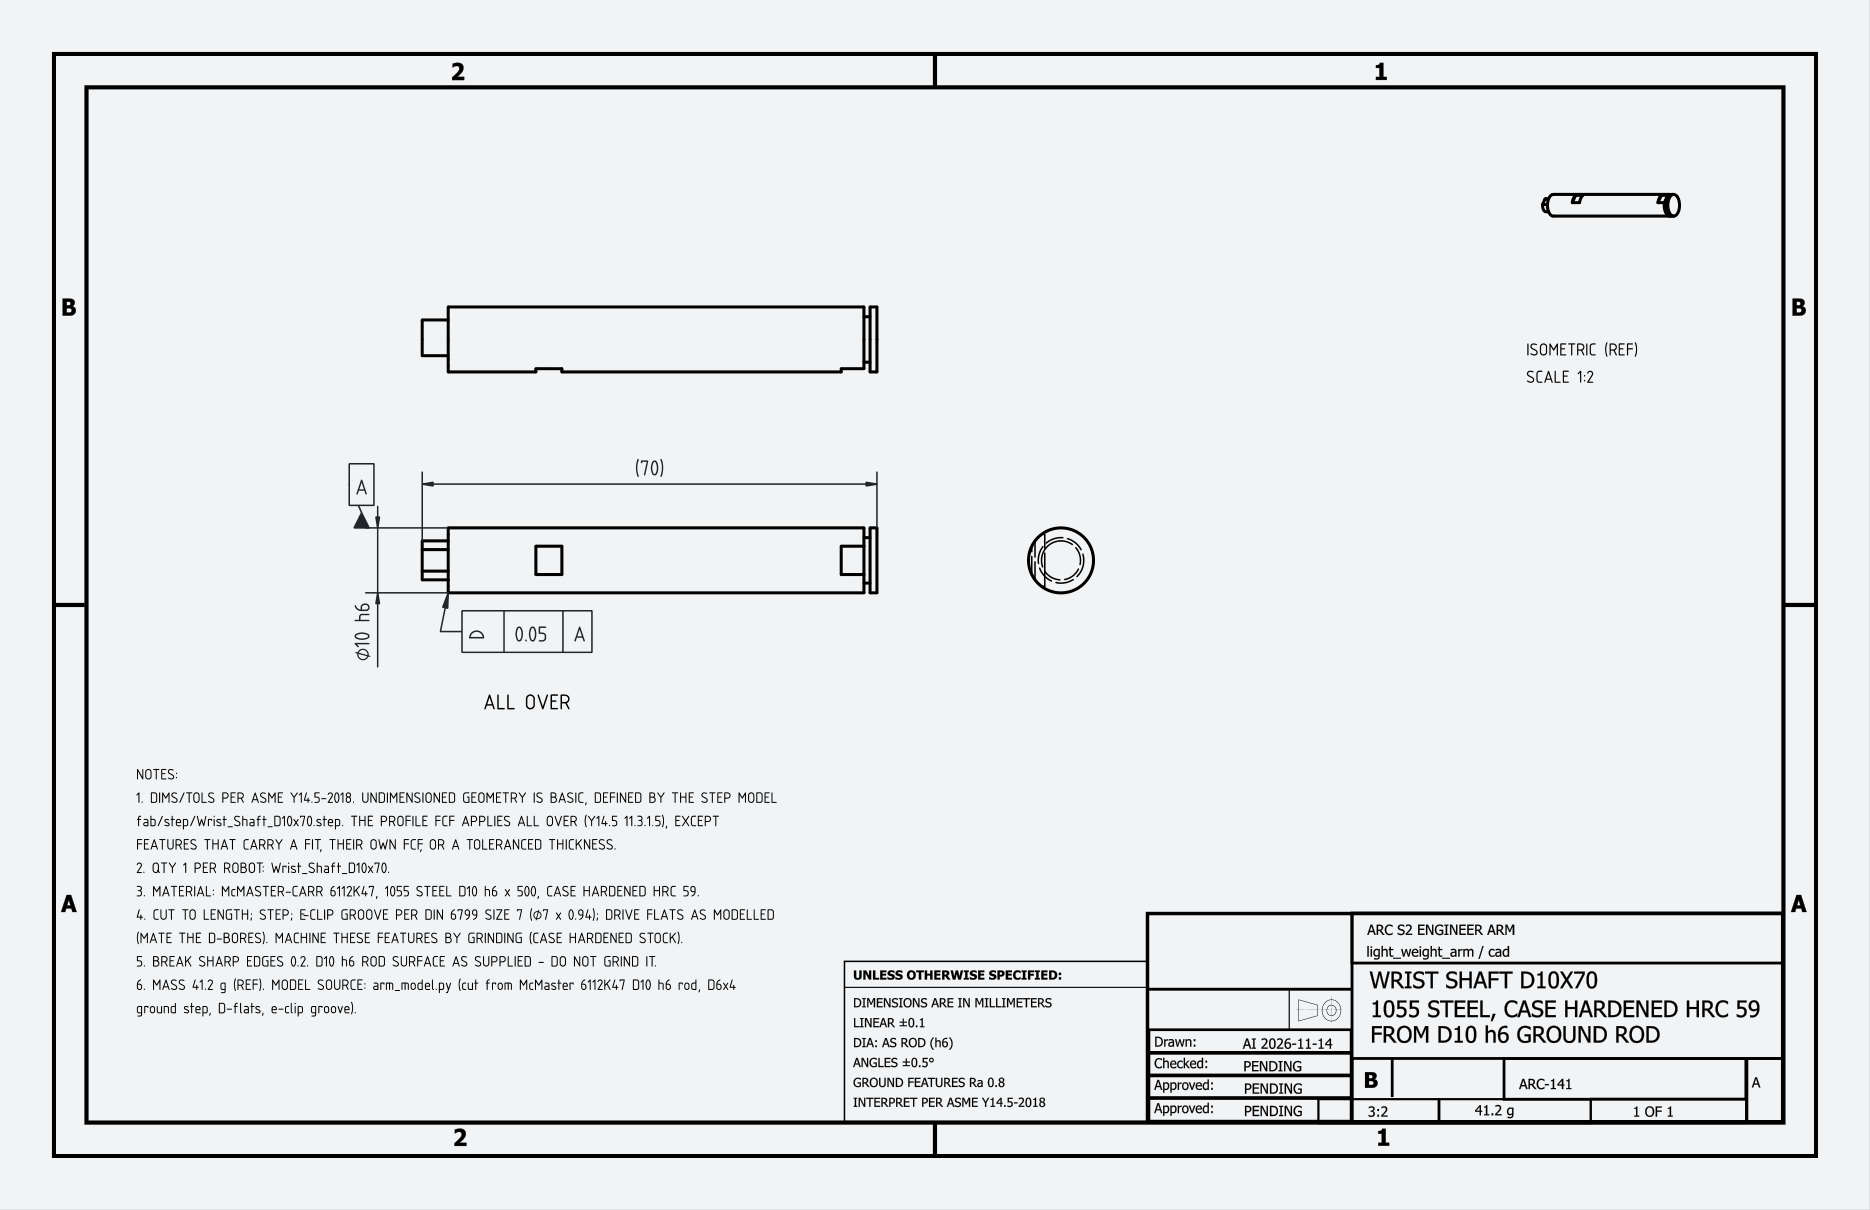 2
1
B
B
ISOMETRIC (REF)
SCALE 1:2
(70)
A
Ø10 h6
0.05 A
ALL OVER
NOTES:
1. DIMS/TOLS PER ASME Y14.5-2018. UNDIMENSIONED GEOMETRY IS BASIC, DEFINED BY THE STEP MODEL
fab/step/Wrist_Shaft_D10x70.step. THE PROFILE FCF APPLIES ALL OVER (Y14.5 11.3.1.5), EXCEPT
FEATURES THAT CARRY A FIT, THEIR OWN FCF, OR A TOLERANCED THICKNESS.
2. QTY 1 PER ROBOT: Wrist_Shaft_D10x70.
3. MATERIAL: McMASTER-CARR 6112K47, 1055 STEEL D10 h6 x 500, CASE HARDENED HRC 59.
4. CUT TO LENGTH; STEP; E-CLIP GROOVE PER DIN 6799 SIZE 7 (Ø7 x 0.94); DRIVE FLATS AS MODELLED
(MATE THE D-BORES). MACHINE THESE FEATURES BY GRINDING (CASE HARDENED STOCK).
5. BREAK SHARP EDGES 0.2. D10 h6 ROD SURFACE AS SUPPLIED - DO NOT GRIND IT.
6. MASS 41.2 g (REF). MODEL SOURCE: arm_model.py (cut from McMaster 6112K47 D10 h6 rod, D6x4
ground step, D-flats, e-clip groove).
A
A
UNLESS OTHERWISE SPECIFIED:
DIMENSIONS ARE IN MILLIMETERS
LINEAR ±0.1
DIA: AS ROD (h6)
ANGLES ±0.5°
GROUND FEATURES Ra 0.8
INTERPRET PER ASME Y14.5-2018
Drawn: AI 2026-11-14
Checked: PENDING
Approved: PENDING
Approved: PENDING
ARC S2 ENGINEER ARM
light_weight_arm / cad
WRIST SHAFT D10X70
1055 STEEL, CASE HARDENED HRC 59
FROM D10 h6 GROUND ROD
B ARC-141 A
3:2 41.2 g 1 OF 1
2
1